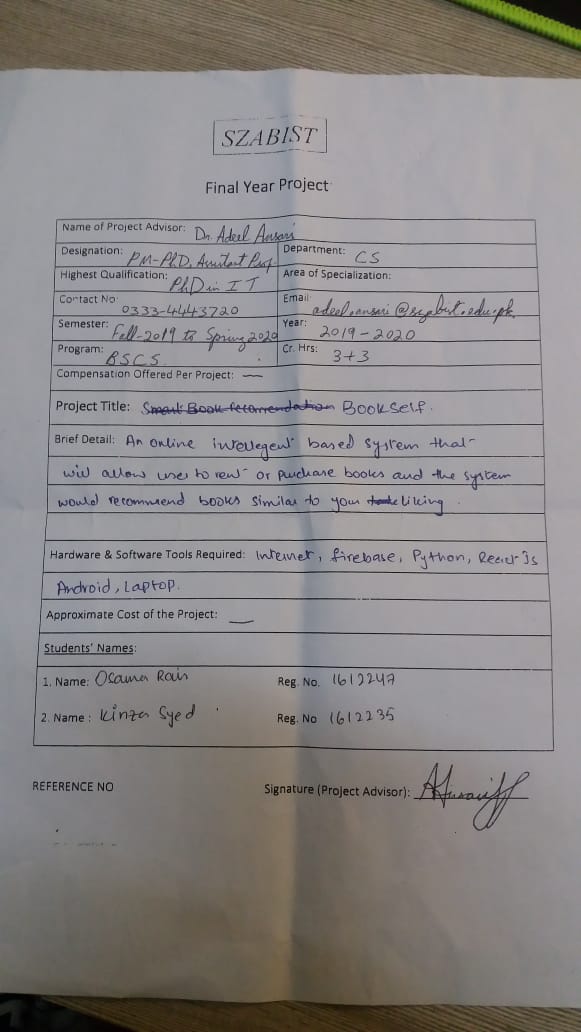 SZABIST
Final Year Project
Name of Project Advisor: Dr. Adeel Ansari
Designation: PM-PhD, Assistant Prof. Department: CS
Highest Qualification: PhD in IT Area of Specialization:
Contact No: 0333-4443720 Email: adeel.ansari@szabist.edu.pk
Semester: Fall-2019 to Spring 2020 Year: 2019-2020
Program: BSCS Cr. Hrs: 3+3
Compensation Offered Per Project: —
Project Title: Smart Book recomendation Bookself.
Brief Detail: An online intellegent based system that
will allow user to rent or purchase books and the system
would recommend books similar to your liking.
Hardware & Software Tools Required: Internet, firebase, Python, React Js
Android, Laptop.
Approximate Cost of the Project: —
Students' Names:
1. Name: Osama Rais Reg. No. 1612247
2. Name : Kinza Syed Reg. No 1612235
REFERENCE NO Signature (Project Advisor):